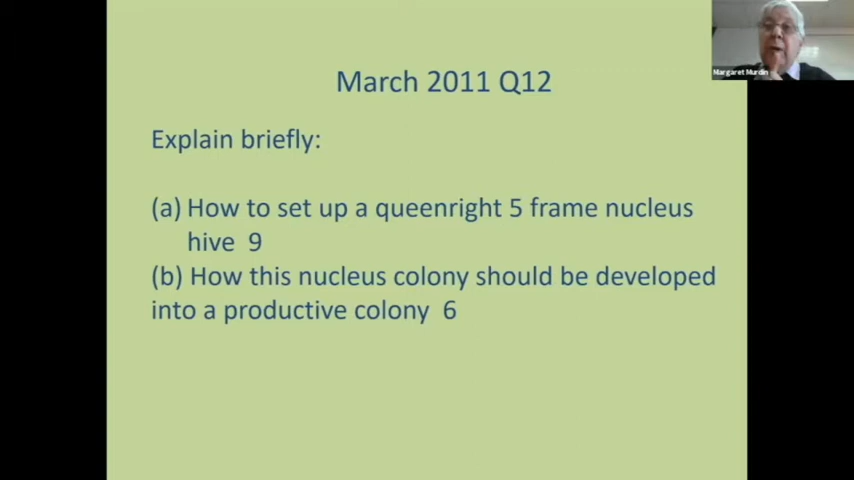 March 2011 Q12
Margaret Murdin
Explain briefly:
(a) How to set up a queenright 5 frame nucleus
hive 9
(b) How this nucleus colony should be developed
into a productive colony 6